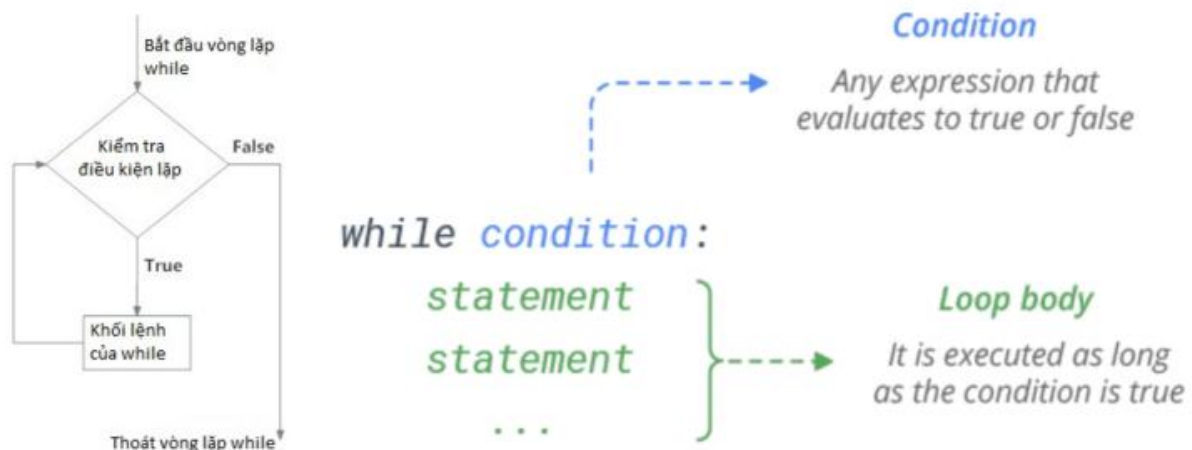 Bắt đầu vòng lặp
while
Kiểm tra
điều kiện lặp
False
True
Khối lệnh
của while
Thoát vòng lặp while
Condition
Any expression that
evaluates to true or false
while condition:
statement
statement
...
Loop body
It is executed as long
as the condition is true